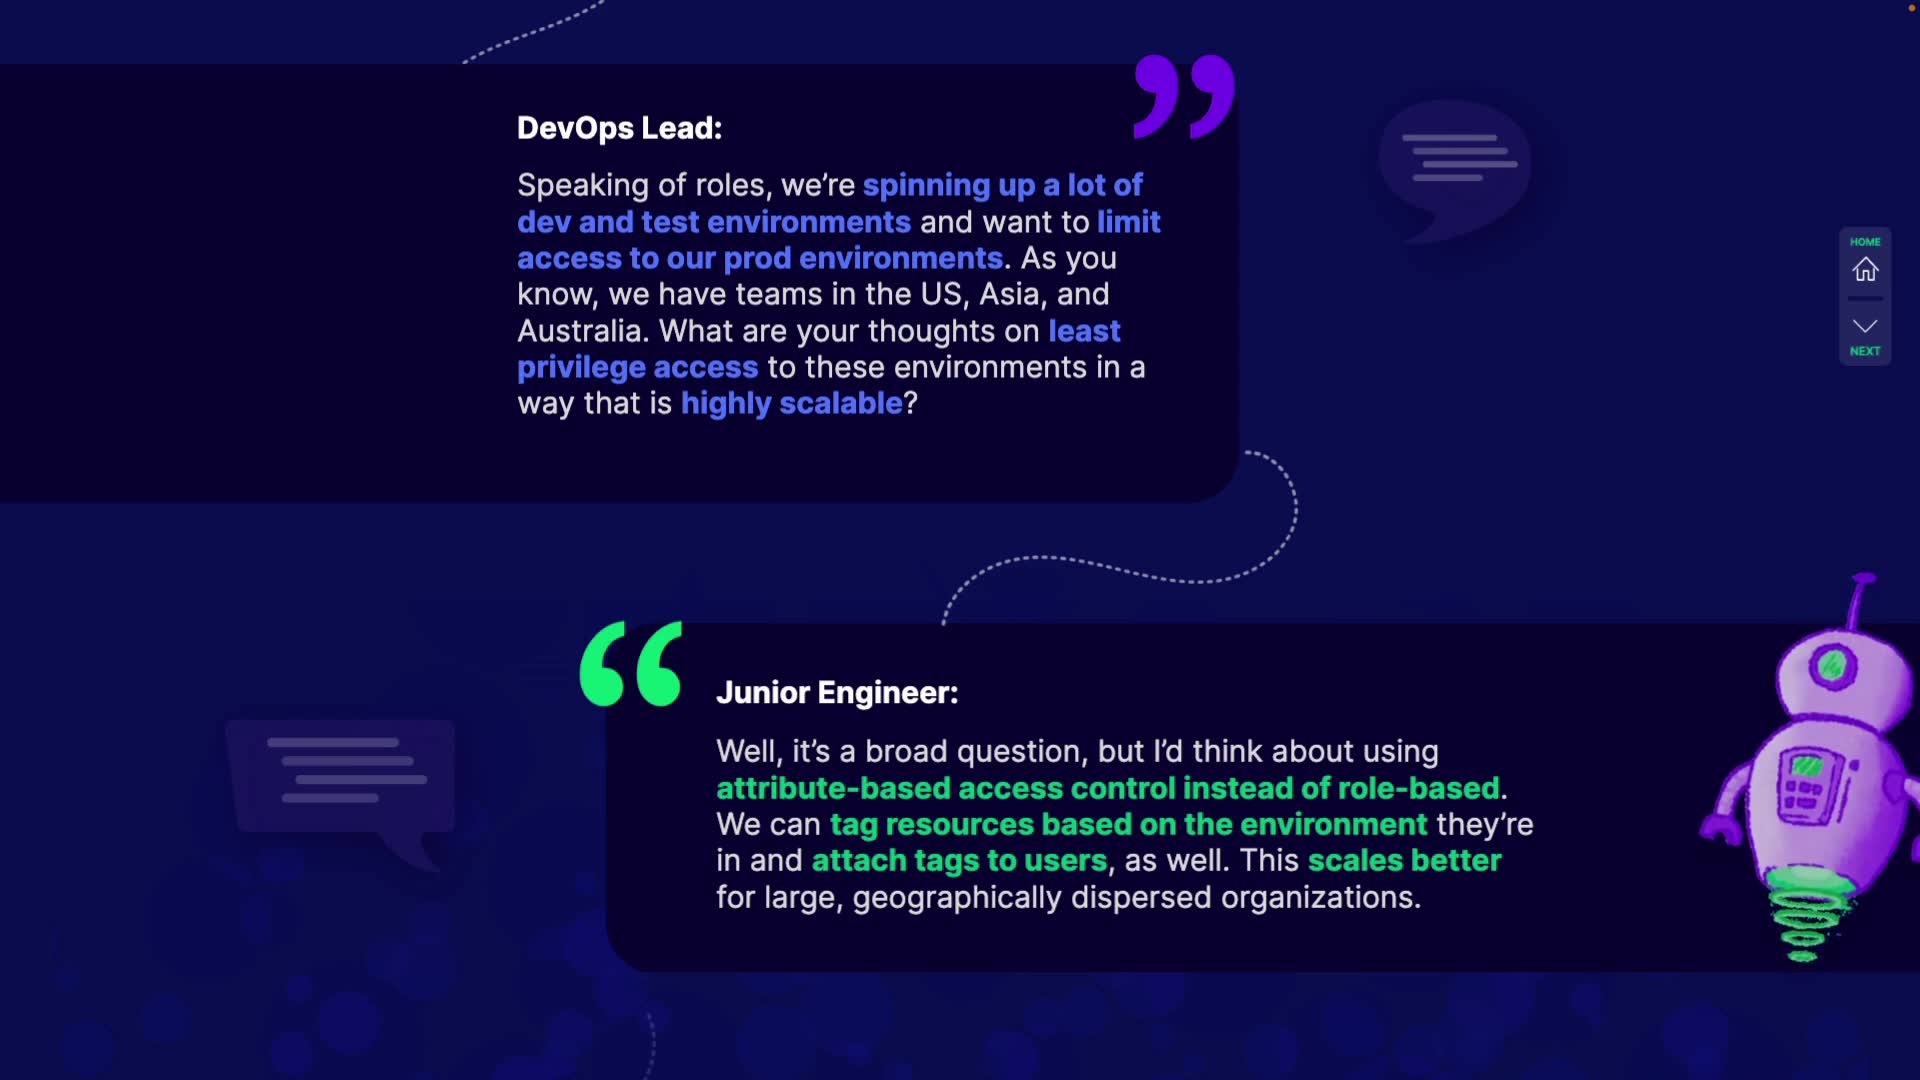 DevOps Lead:
Speaking of roles, we’re spinning up a lot of
dev and test environments and want to limit
access to our prod environments. As you
know, we have teams in the US, Asia, and
Australia. What are your thoughts on least
privilege access to these environments in a
way that is highly scalable?
HOME
NEXT
Junior Engineer:
Well, it’s a broad question, but I’d think about using
attribute-based access control instead of role-based.
We can tag resources based on the environment they’re
in and attach tags to users, as well. This scales better
for large, geographically dispersed organizations.